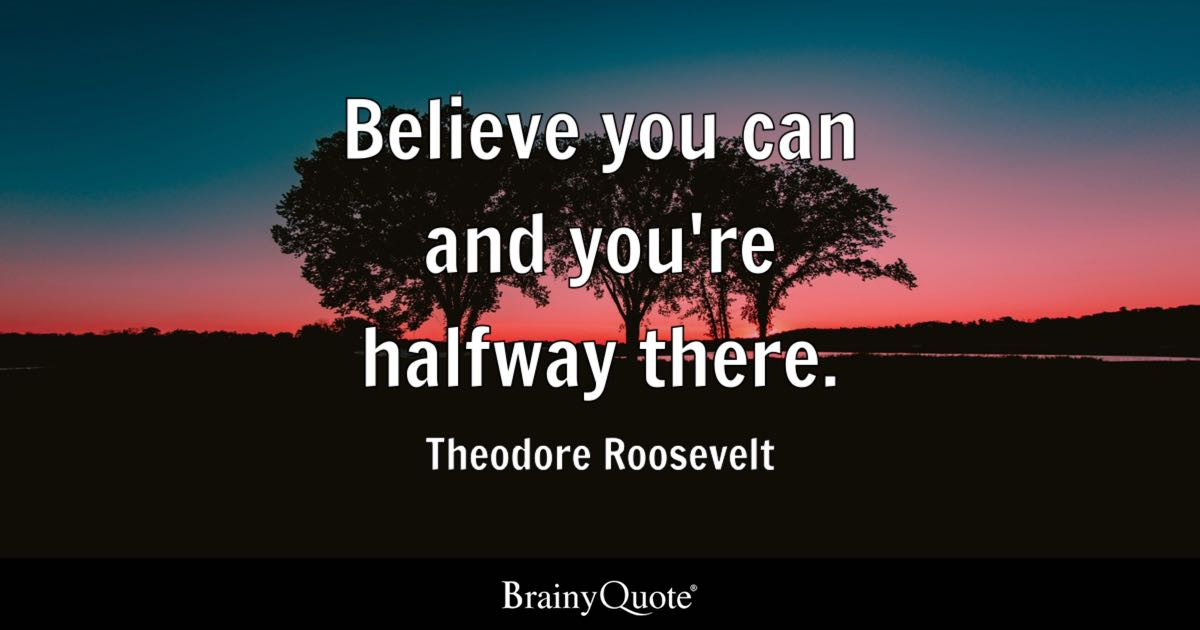 Believe you can
and you're
halfway there.
Theodore Roosevelt
BrainyQuote®